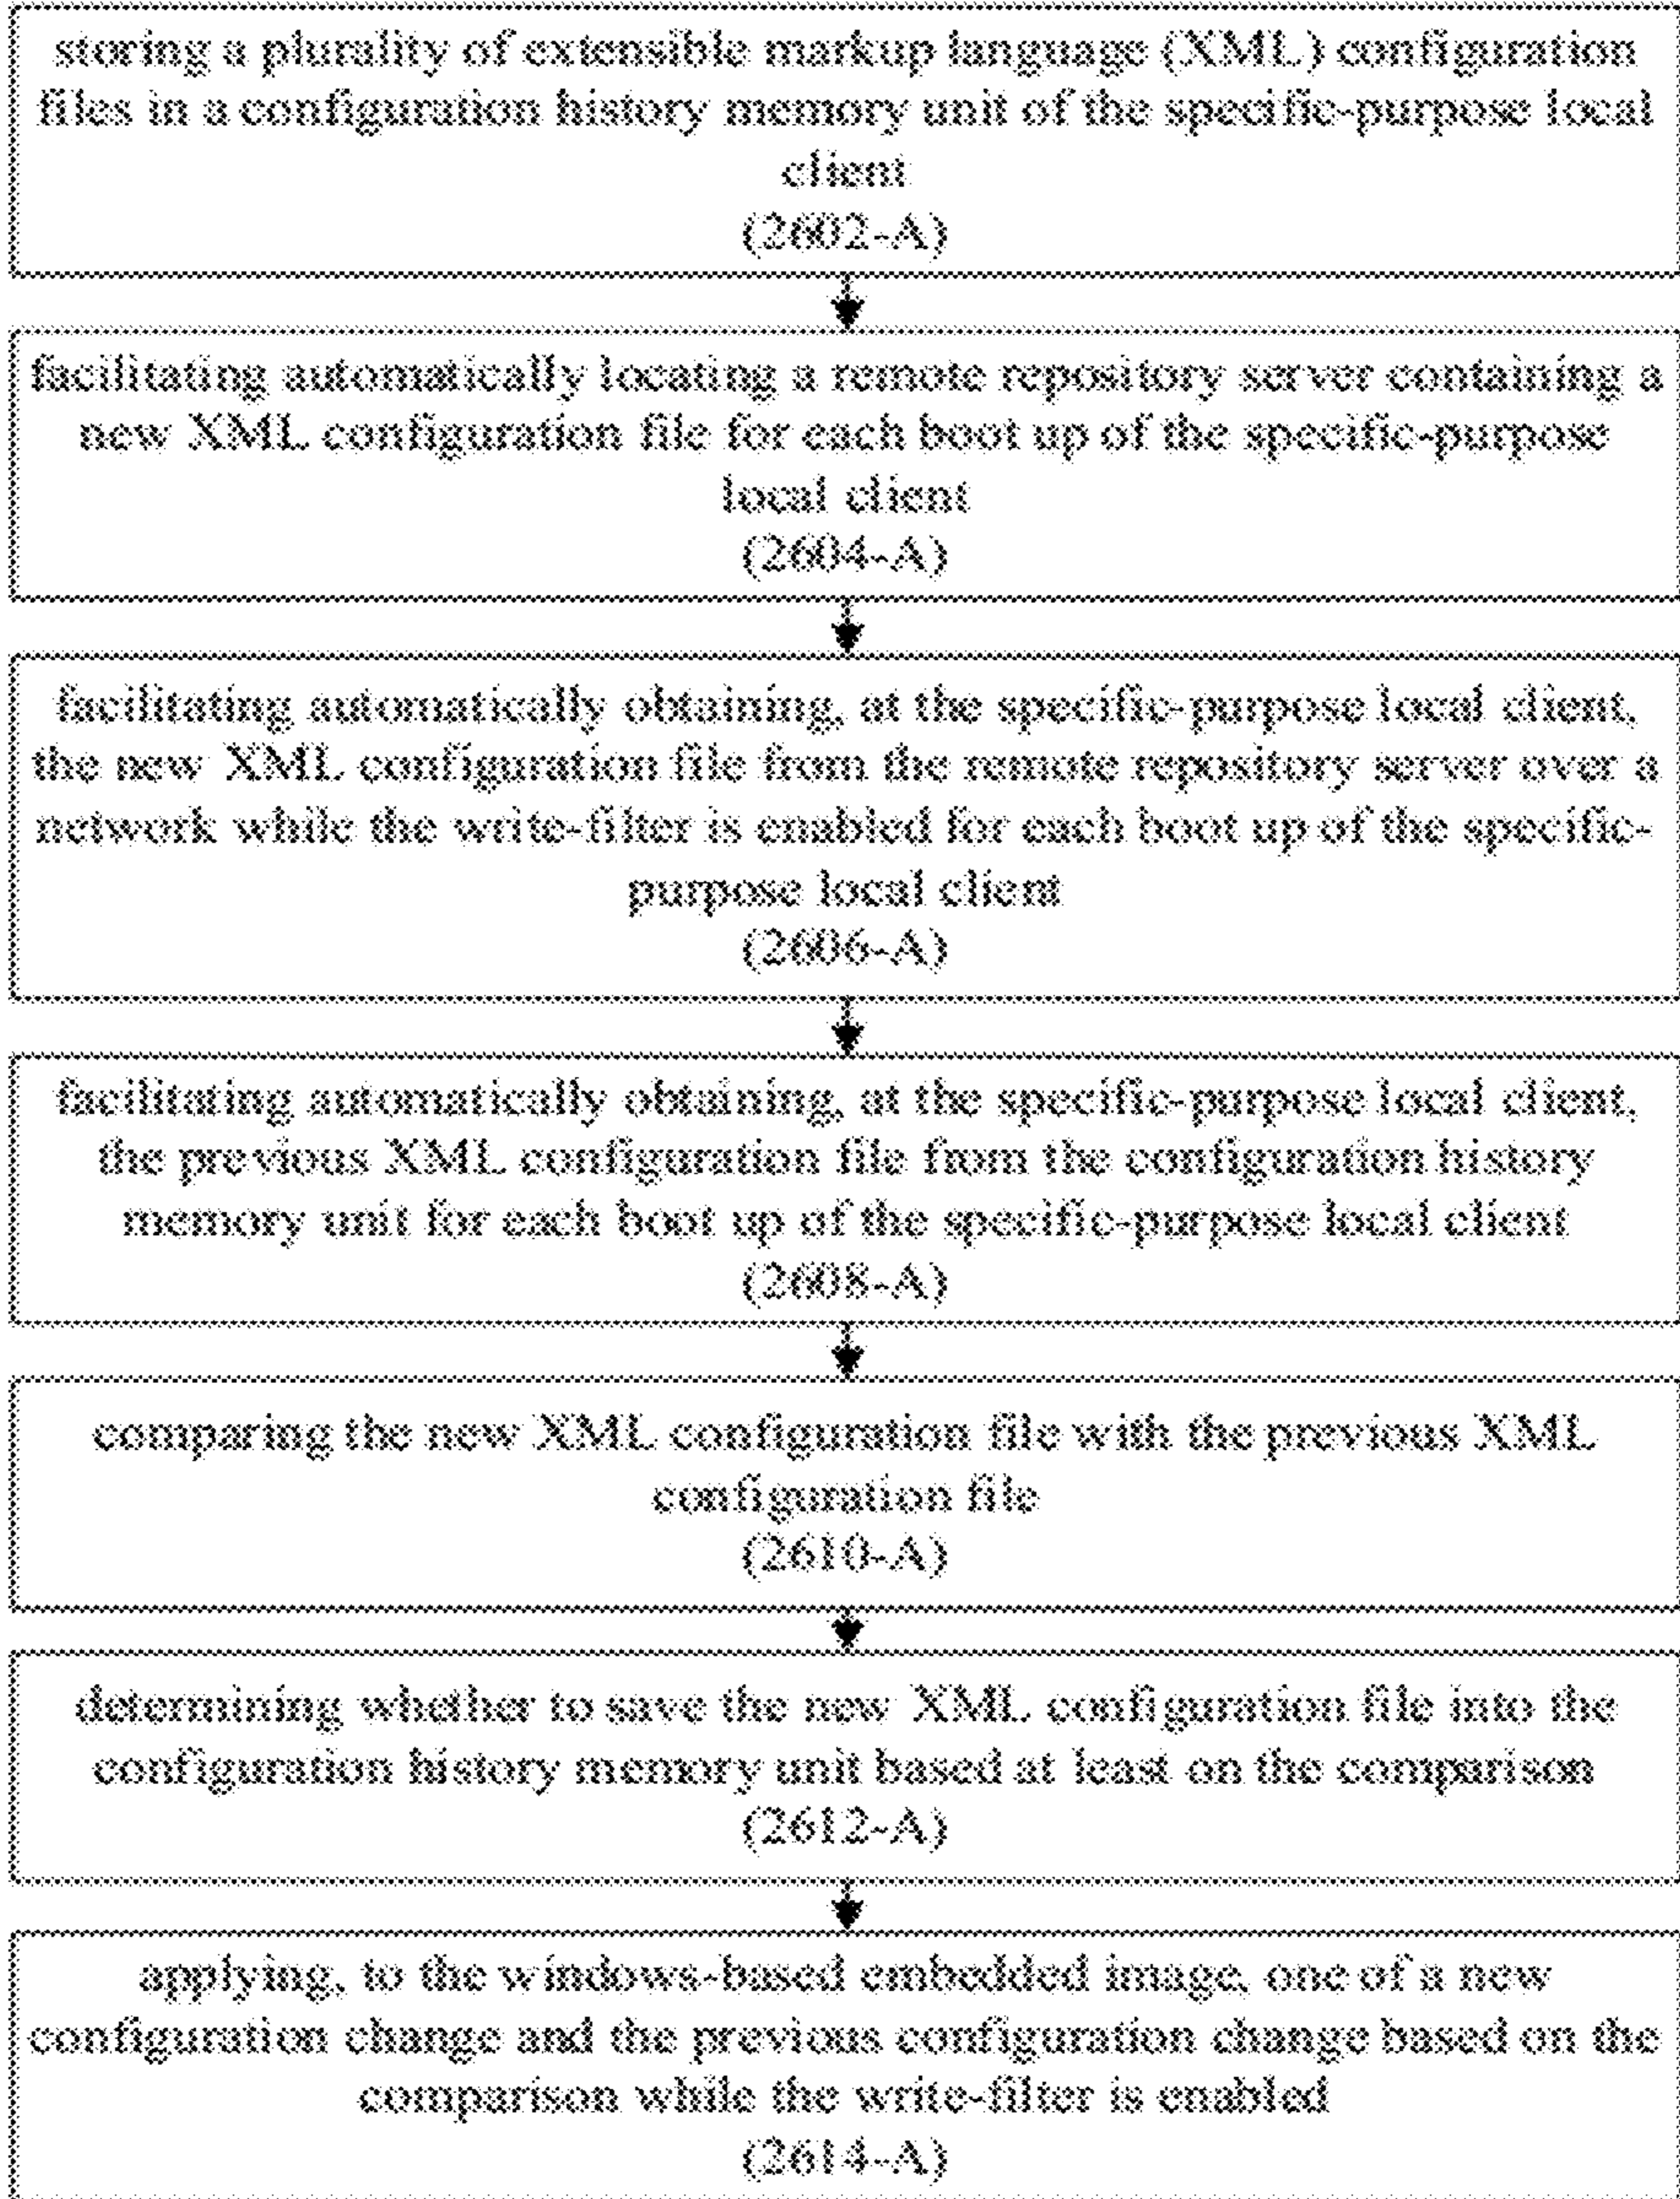 storing a plurality of extensible markup language (XML) configuration
files in a configuration history memory unit of the specific-purpose local
client
(2602-A)
facilitating automatically locating a remote repository server containing a
new XML configuration file for each boot up of the specific-purpose
local client
(2604-A)
facilitating automatically obtaining, at the specific-purpose local client,
the new XML configuration file from the remote repository server over a
network while the write-filter is enabled for each boot up of the specific-
purpose local client
(2606-A)
facilitating automatically obtaining, at the specific-purpose local client,
the previous XML configuration file from the configuration history
memory unit for each boot up of the specific-purpose local client
(2608-A)
comparing the new XML configuration file with the previous XML
configuration file
(2610-A)
determining whether to save the new XML configuration file into the
configuration history memory unit based at least on the comparison
(2612-A)
applying, to the windows-based embedded image, one of a new
configuration change and the previous configuration change based on the
comparison while the write-filter is enabled
(2614-A)